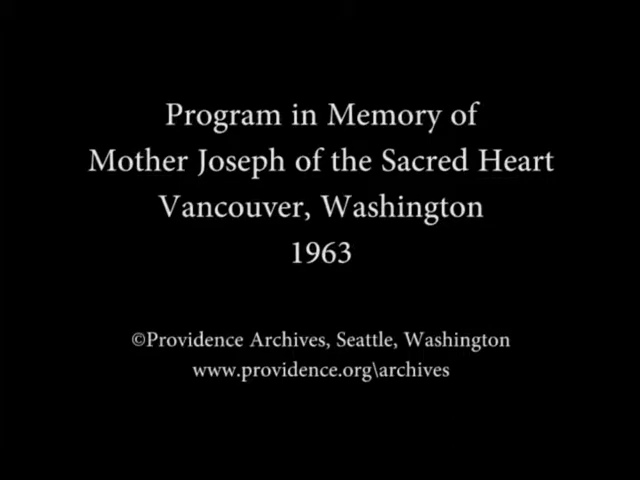 Program in Memory of
Mother Joseph of the Sacred Heart
Vancouver, Washington
1963
©Providence Archives, Seattle, Washington
www.providence.org\archives